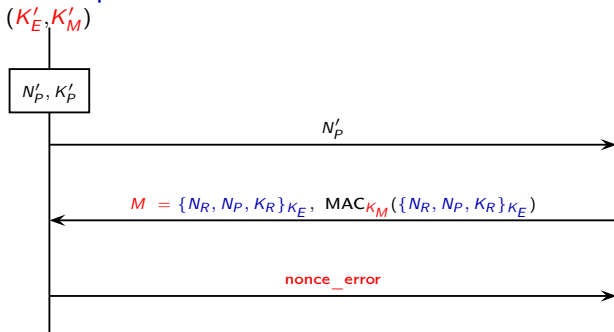 (K′_E, K′_M)
N′_P, K′_P
N′_P
M = {N_R, N_P, K_R}_{K_E}, MAC_{K_M}({N_R, N_P, K_R}_{K_E})
nonce_error